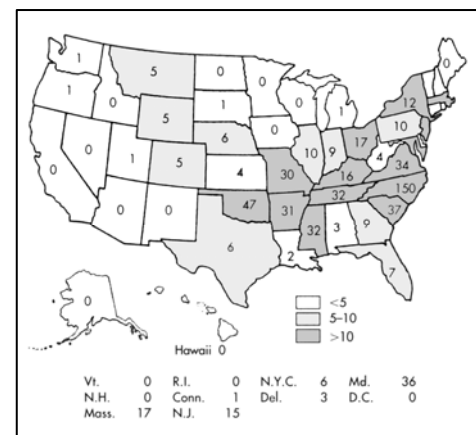 1
5 0 0 0
1 0 1 0 1 12
5 0 10
6 17
0 1 5 10 9 4 34
0 4 30 16
32 150
0 0 47 31 37
32 3 9
6 2 7
0
<5
5–10
>10
Hawaii 0
Vt. 0 R.I. 0 N.Y.C. 6 Md. 36
N.H. 0 Conn. 1 Del. 3 D.C. 0
Mass. 17 N.J. 15